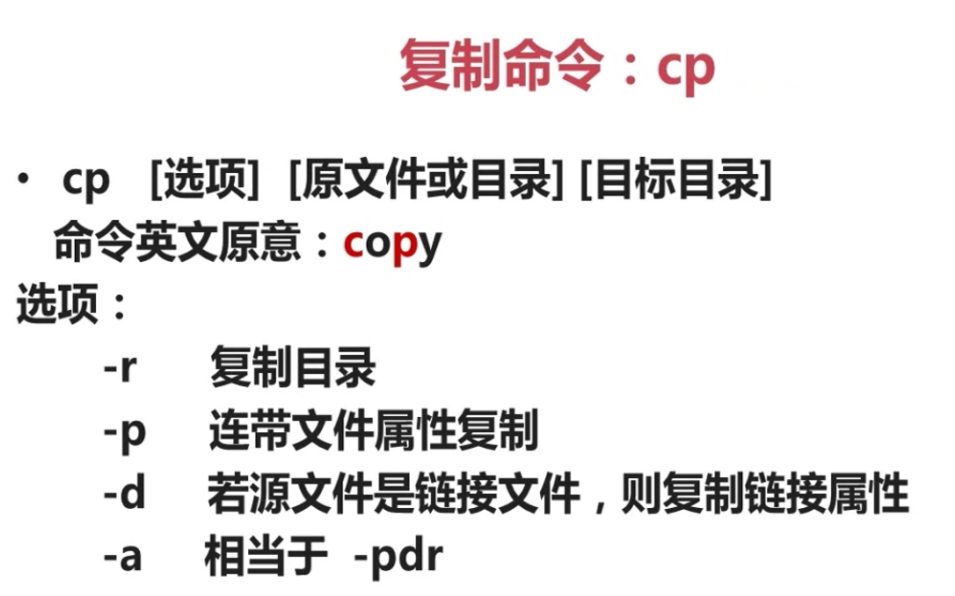 复制命令：cp
• cp [选项] [原文件或目录] [目标目录]
命令英文原意：copy
选项：
-r 复制目录
-p 连带文件属性复制
-d 若源文件是链接文件，则复制链接属性
-a 相当于 -pdr